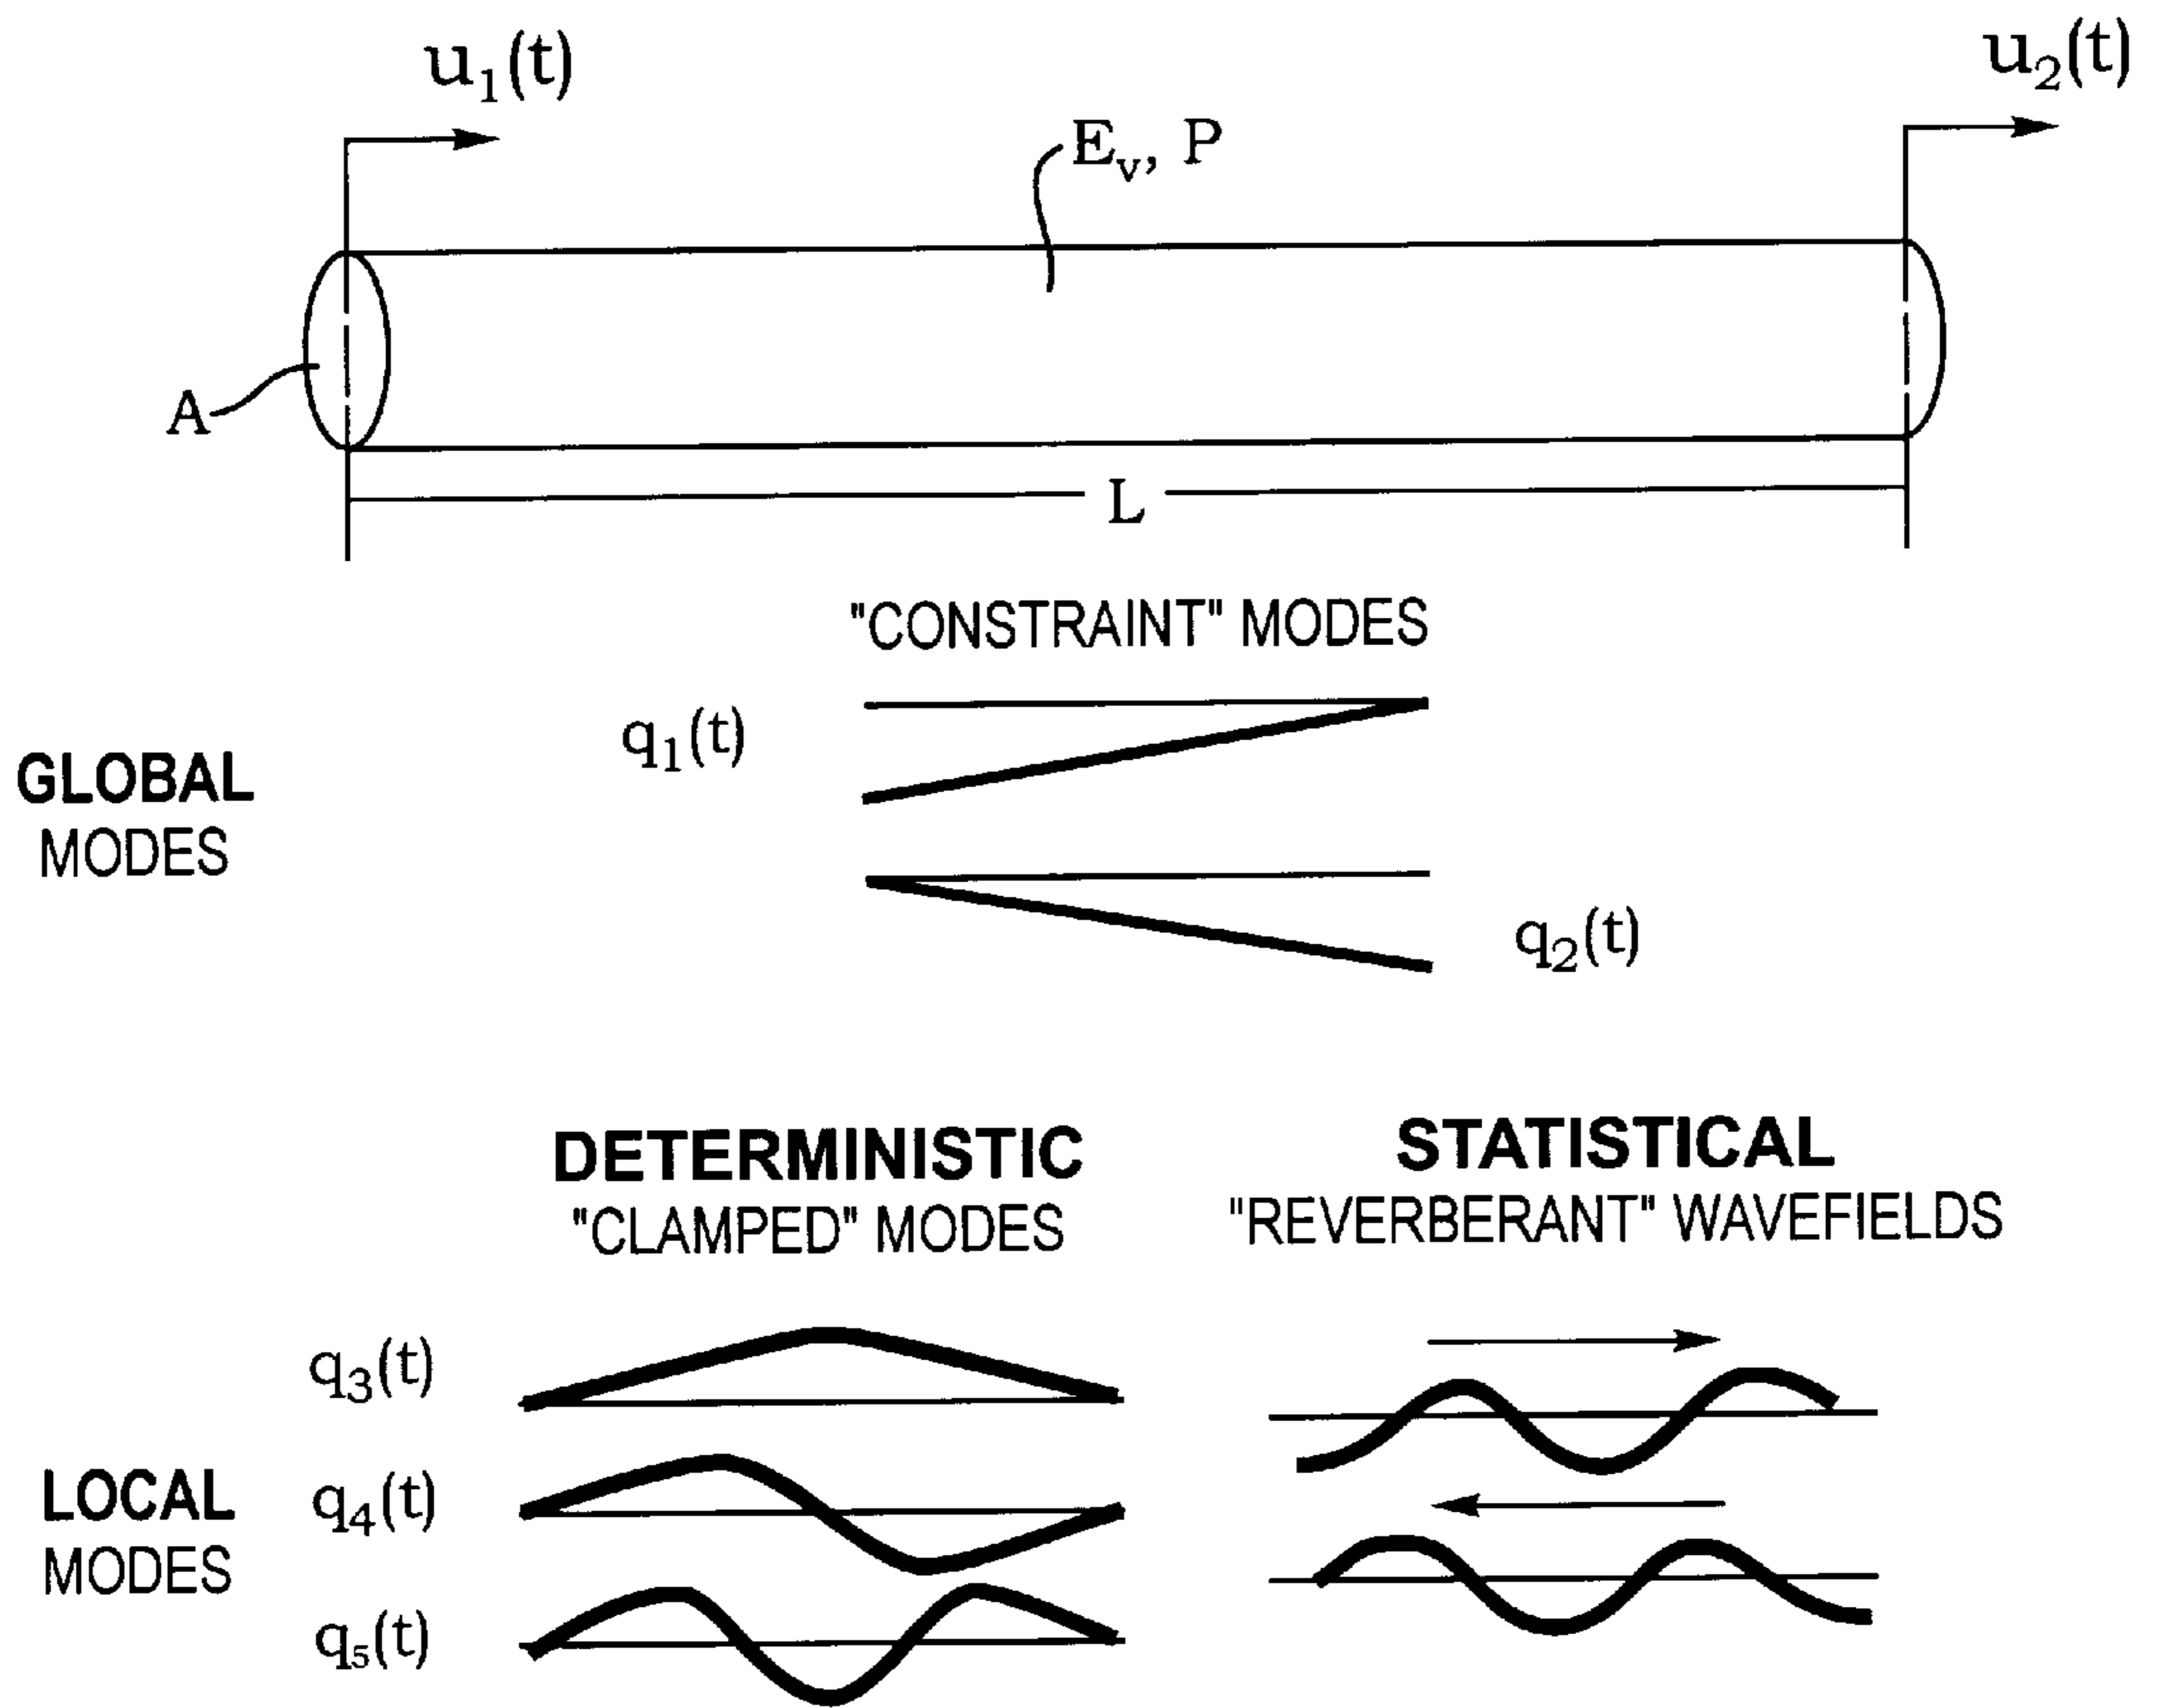 u₁(t)
u₂(t)
Eᵥ, P
A
L
"CONSTRAINT" MODES
q₁(t)
GLOBAL
MODES
q₂(t)
DETERMINISTIC
"CLAMPED" MODES
STATISTICAL
"REVERBERANT" WAVEFIELDS
q₃(t)
LOCAL
MODES
q₄(t)
q₅(t)